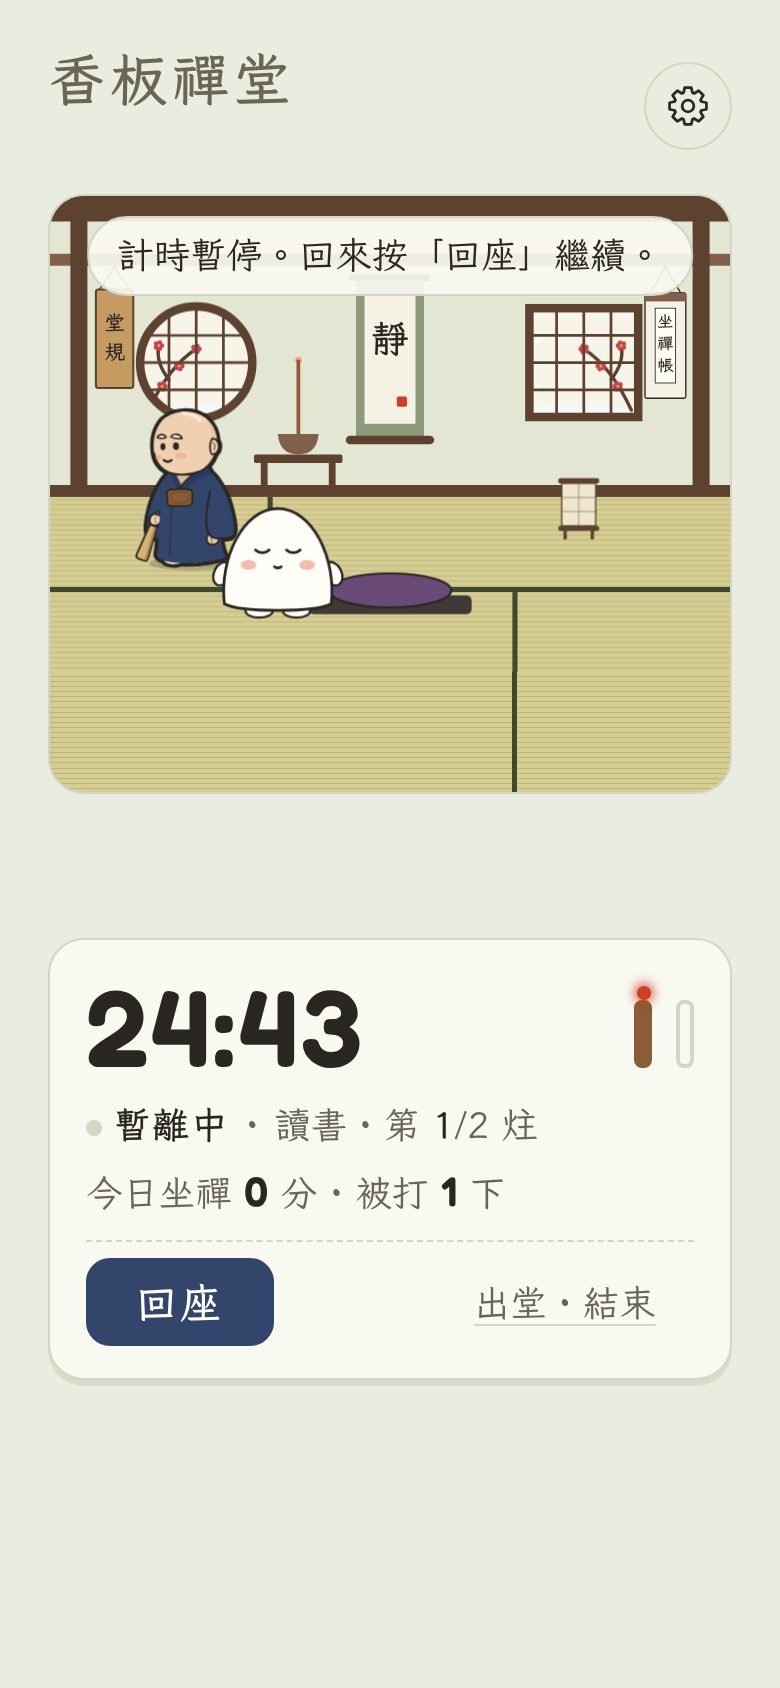 香板禪堂
計時暫停。回來按「回座」繼續。
堂規
靜
坐禪帳
24:43
暫離中・讀書・第 1/2 炷
今日坐禪 0 分・被打 1 下
回座
出堂・結束